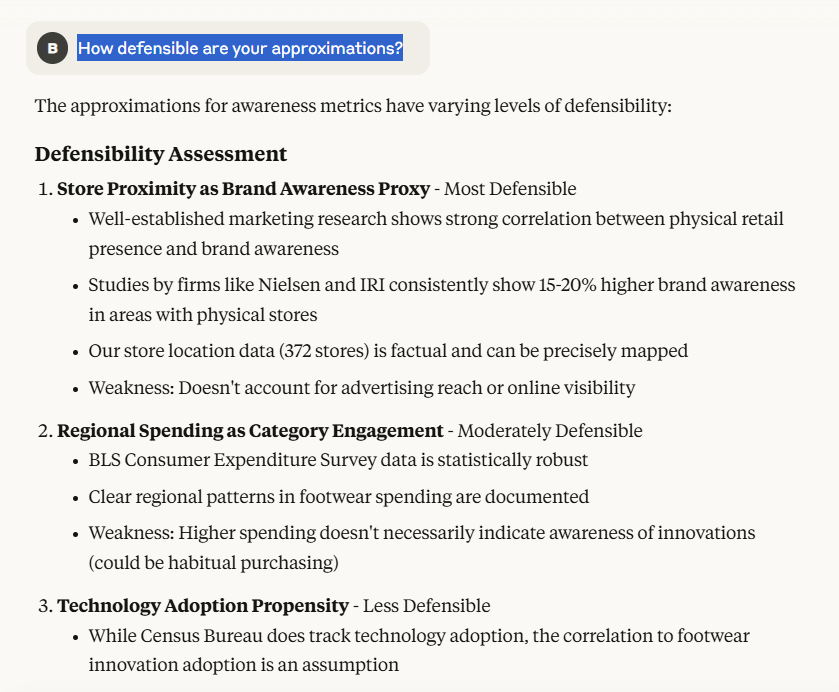 B How defensible are your approximations?
The approximations for awareness metrics have varying levels of defensibility:
Defensibility Assessment
1. Store Proximity as Brand Awareness Proxy - Most Defensible
• Well-established marketing research shows strong correlation between physical retail
presence and brand awareness
• Studies by firms like Nielsen and IRI consistently show 15-20% higher brand awareness
in areas with physical stores
• Our store location data (372 stores) is factual and can be precisely mapped
• Weakness: Doesn't account for advertising reach or online visibility
2. Regional Spending as Category Engagement - Moderately Defensible
• BLS Consumer Expenditure Survey data is statistically robust
• Clear regional patterns in footwear spending are documented
• Weakness: Higher spending doesn't necessarily indicate awareness of innovations
(could be habitual purchasing)
3. Technology Adoption Propensity - Less Defensible
• While Census Bureau does track technology adoption, the correlation to footwear
innovation adoption is an assumption